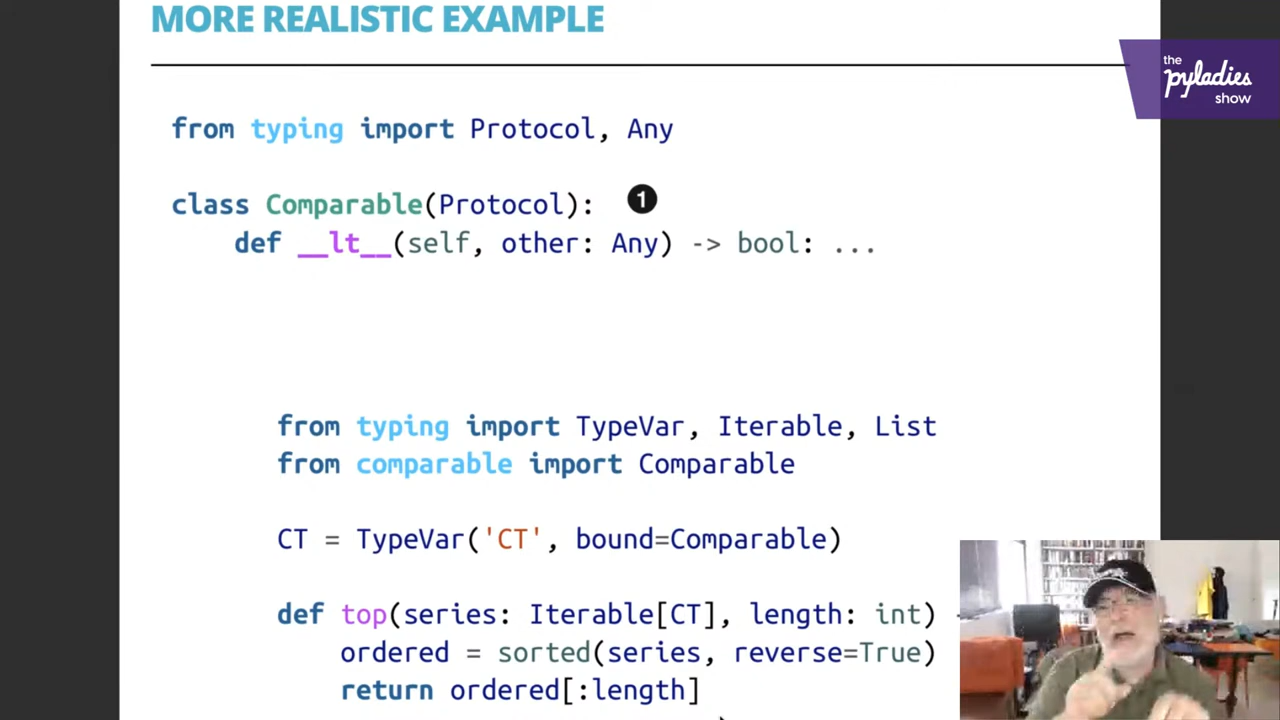 MORE REALISTIC EXAMPLE
the
pyladies
show
from typing import Protocol, Any
class Comparable(Protocol): 1
def __lt__(self, other: Any) -> bool: ...
from typing import TypeVar, Iterable, List
from comparable import Comparable
CT = TypeVar('CT', bound=Comparable)
def top(series: Iterable[CT], length: int)
ordered = sorted(series, reverse=True)
return ordered[:length]